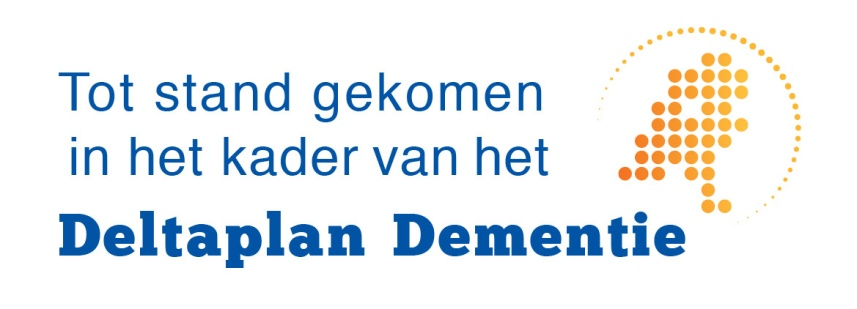 Tot stand gekomen
in het kader van het
Deltaplan Dementie